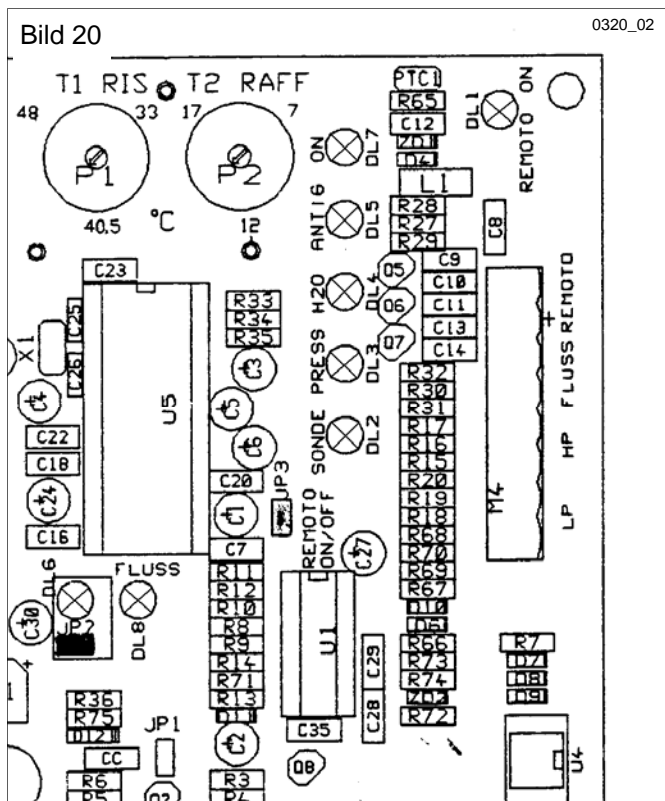 Bild 20
0320_02
T1 RIS
T2 RAFF
48
33
17
7
P1
P2
40.5
°C
12
PTC1
R65
C12
ZD1
D4
L1
DL1
REMOTO ON
ON
DL7
ANTIG
DL5
H2O
DL4
PRESS
DL3
SONDE
DL2
R28
R27
R29
C8
Q5
Q6
Q7
C9
C10
C11
C13
C14
C23
C25
X1
C26
U5
R33
R34
R35
C3
C5
C6
C4
C22
C18
C24
C16
C20
C1
C7
JP3
REMOTO
ON/OFF
C27
R32
R30
R31
R17
R16
R15
R20
R19
R18
R68
R70
R69
R67
D10
D6
R66
R73
R74
ZD2
R72
M4
+
REMOTO
FLUSS
HP
LP
DL6
FLUSS
DL8
C30
JP2
R11
R12
R10
R8
R9
R14
R71
R13
D11
C2
U1
C29
C28
C35
Q8
R7
D7
D8
D9
U4
+
R36
R75
D12
JP1
CC
R6
R5
Q2
R3
R4